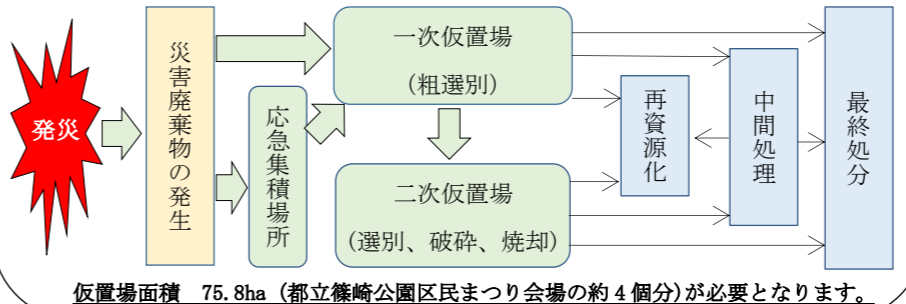 発災
災害廃棄物の発生
応急集積場所
一次仮置場
(粗選別)
二次仮置場
(選別、破砕、焼却)
再資源化
中間処理
最終処分
仮置場面積 75.8ha (都立篠崎公園区民まつり会場の約4個分)が必要となります。